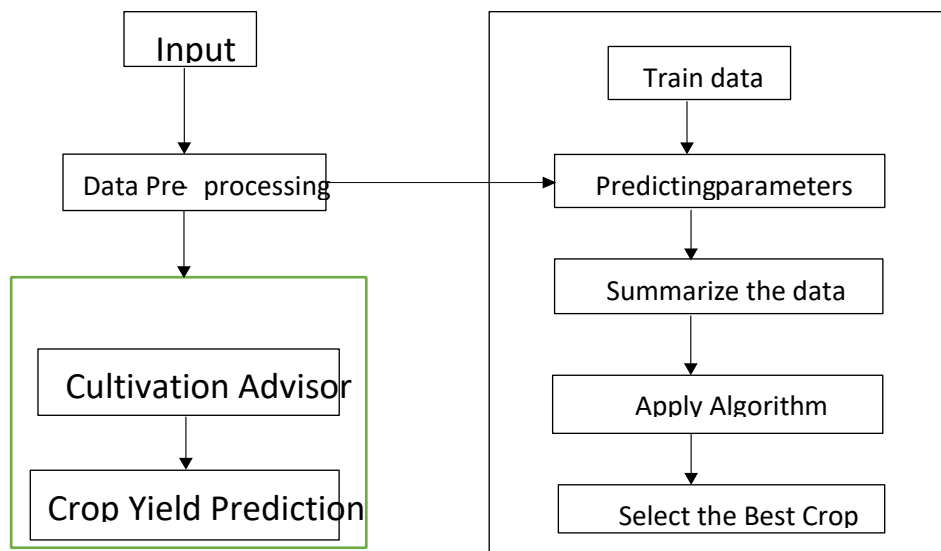 Input
Data Pre- processing
Cultivation Advisor
Crop Yield Prediction
Train data
Predictingparameters
Summarize the data
Apply Algorithm
Select the Best Crop